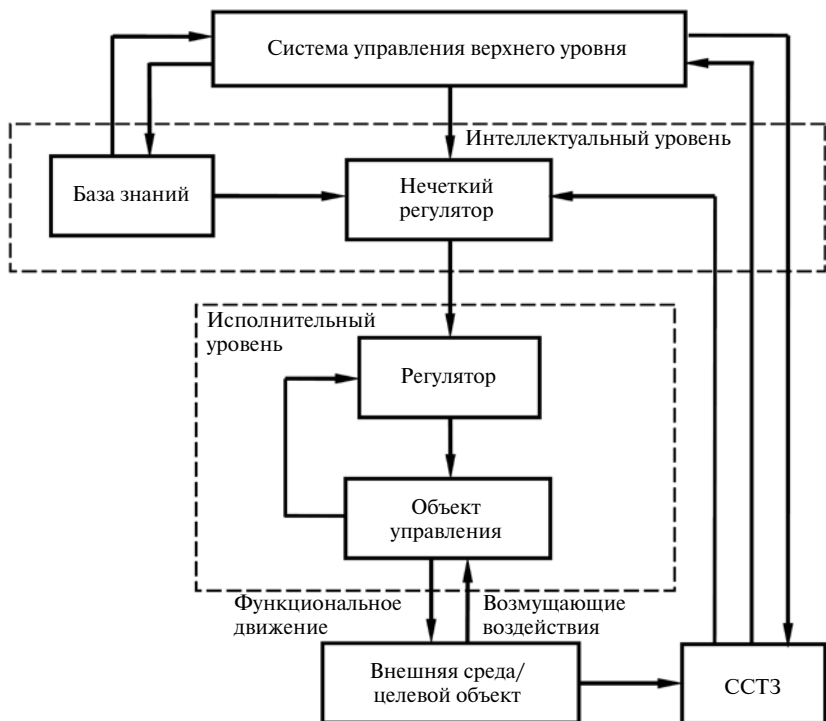 Система управления верхнего уровня
Интеллектуальный уровень
База знаний
Нечеткий
регулятор
Исполнительный
уровень
Регулятор
Объект
управления
Функциональное
движение
Возмущающие
воздействия
Внешняя среда/
целевой объект
ССТЗ